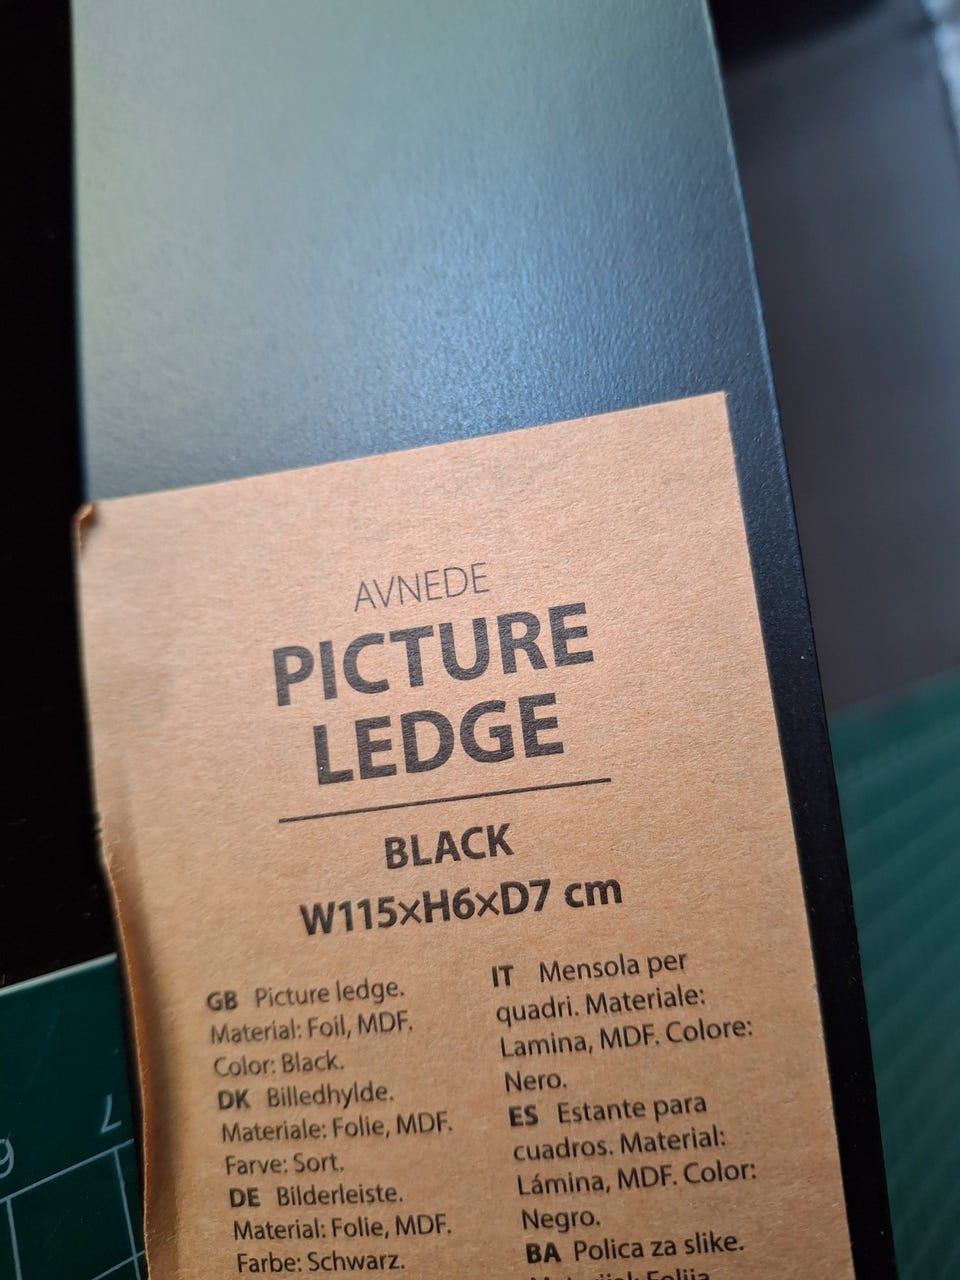 AVNEDE
PICTURE
LEDGE
BLACK
W115×H6×D7 cm
GB Picture ledge.
Material: Foil, MDF.
Color: Black.
DK Billedhylde.
Materiale: Folie, MDF.
Farve: Sort.
DE Bilderleiste.
Material: Folie, MDF.
Farbe: Schwarz.
IT Mensola per
quadri. Materiale:
Lamina, MDF. Colore:
Nero.
ES Estante para
cuadros. Material:
Lámina, MDF. Color:
Negro.
BA Polica za slike.
7